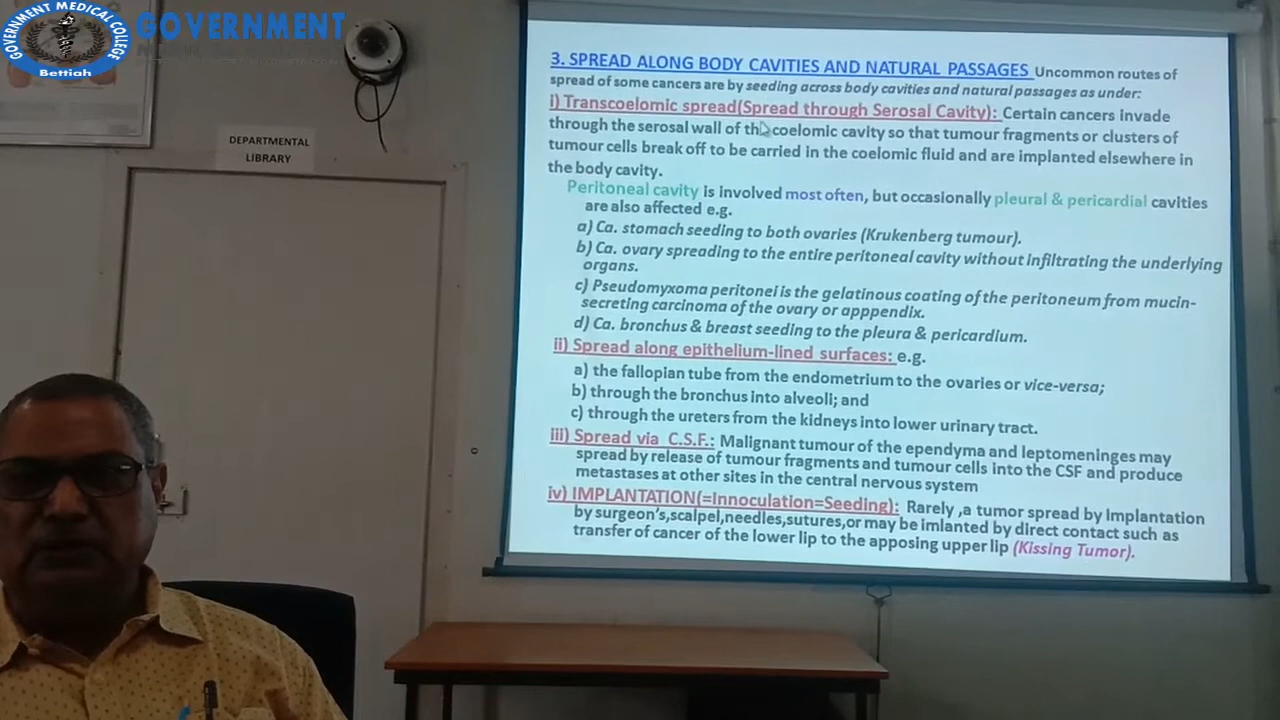 GOVERNMENT MEDICAL COLLEGE
Bettiah
GOVERNMENT
DEPARTMENTAL
LIBRARY
3. SPREAD ALONG BODY CAVITIES AND NATURAL PASSAGES Uncommon routes of
spread of some cancers are by seeding across body cavities and natural passages as under:
i) Transcoelomic spread(Spread through Serosal Cavity): Certain cancers invade
through the serosal wall of the coelomic cavity so that tumour fragments or clusters of
tumour cells break off to be carried in the coelomic fluid and are implanted elsewhere in
the body cavity.
Peritoneal cavity is involved most often, but occasionally pleural & pericardial cavities
are also affected e.g.
a) Ca. stomach seeding to both ovaries (Krukenberg tumour).
b) Ca. ovary spreading to the entire peritoneal cavity without infiltrating the underlying
organs.
c) Pseudomyxoma peritonei is the gelatinous coating of the peritoneum from mucin-
secreting carcinoma of the ovary or apppendix.
d) Ca. bronchus & breast seeding to the pleura & pericardium.
ii) Spread along epithelium-lined surfaces: e.g.
a) the fallopian tube from the endometrium to the ovaries or vice-versa;
b) through the bronchus into alveoli; and
c) through the ureters from the kidneys into lower urinary tract.
iii) Spread via C.S.F.: Malignant tumour of the ependyma and leptomeninges may
spread by release of tumour fragments and tumour cells into the CSF and produce
metastases at other sites in the central nervous system
iv) IMPLANTATION(=Innoculation=Seeding): Rarely ,a tumor spread by Implantation
by surgeon's,scalpel,needles,sutures,or may be imlanted by direct contact such as
transfer of cancer of the lower lip to the apposing upper lip (Kissing Tumor).